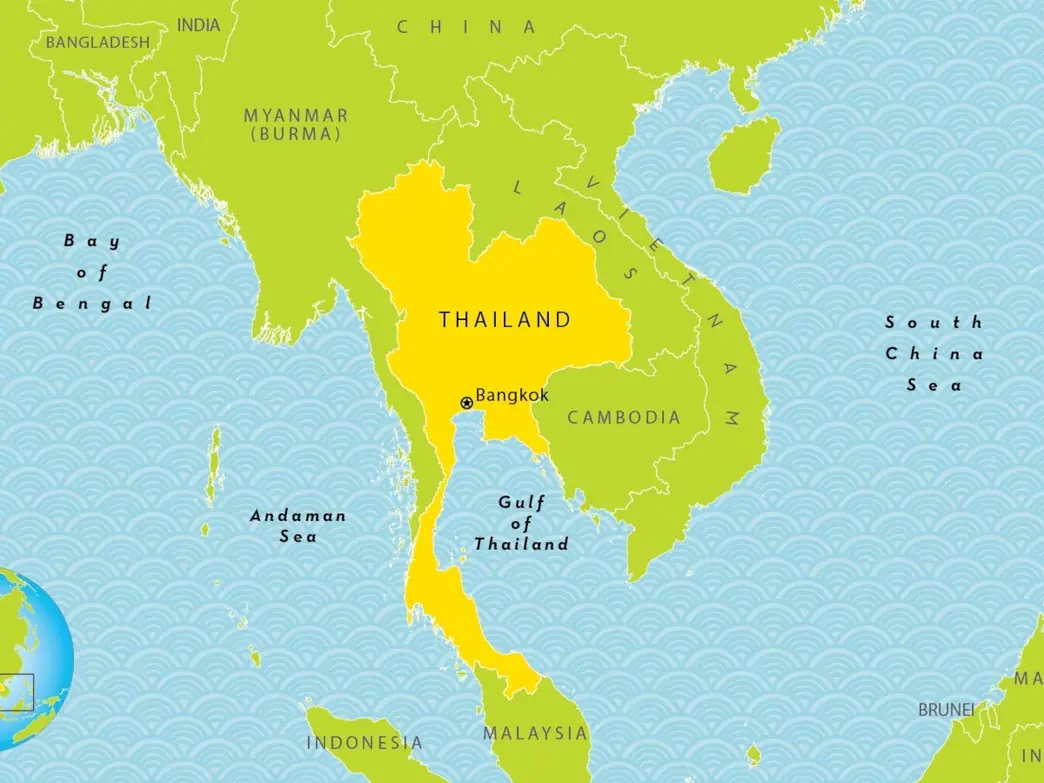 INDIA
CHINA
BANGLADESH
MYANMAR
(BURMA)
LAOS
VIETNAM
Bay
of
Bengal
THAILAND
South
China
Sea
Bangkok
CAMBODIA
Gulf
of
Thailand
Andaman
Sea
MA
BRUNEI
MALAYSIA
INDONESIA
IN